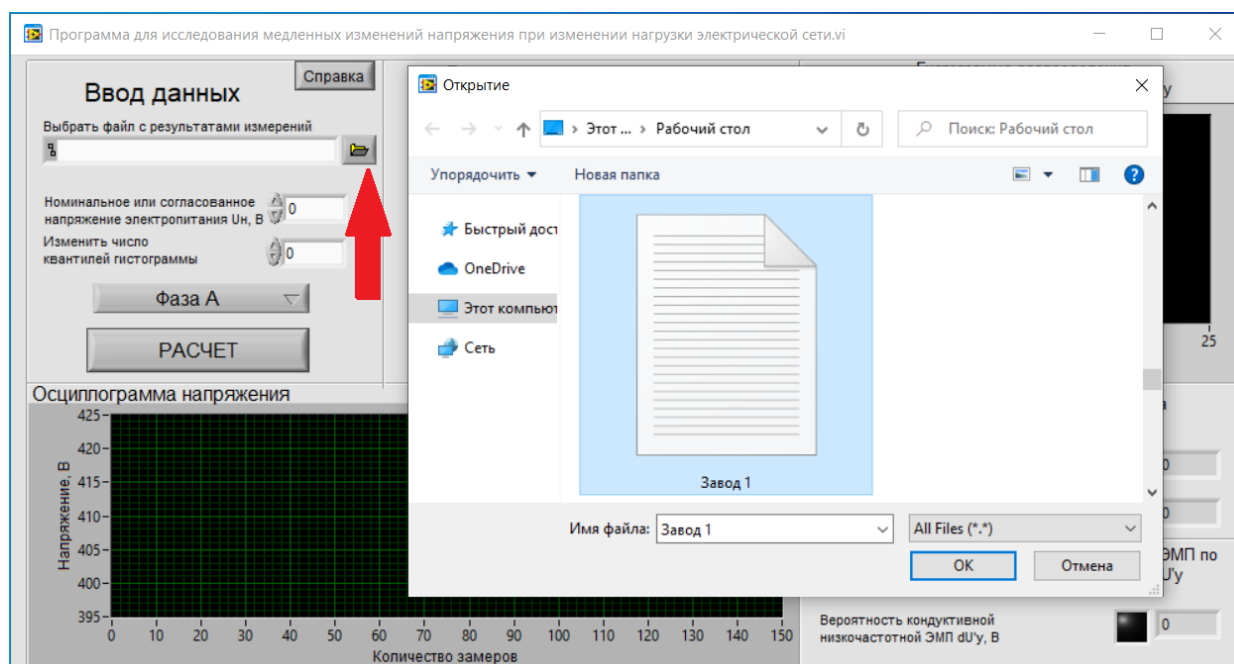 Программа для исследования медленных изменений напряжения при изменении нагрузки электрической сети.vi
Справка
Ввод данных
Выбрать файл с результатами измерений
Номинальное или согласованное
напряжение электропитания Uн, В
0
Изменить число
квантилей гистограммы
0
Фаза А
РАСЧЕТ
Открытие
Этот ... › Рабочий стол
Поиск: Рабочий стол
Упорядочить
Новая папка
?
Быстрый дост
OneDrive
Этот компьют
Сеть
Завод 1
Имя файла: Завод 1
All Files (*.*)
OK
Отмена
у
25
0
0
ЭМП по
U'у
Вероятность кондуктивной
низкочастотной ЭМП dU'у, В
0
Осциллограмма напряжения
Напряжение, В
425
420
415
410
405
400
395
0 10 20 30 40 50 60 70 80 90 100 110 120 130 140 150
Количество замеров